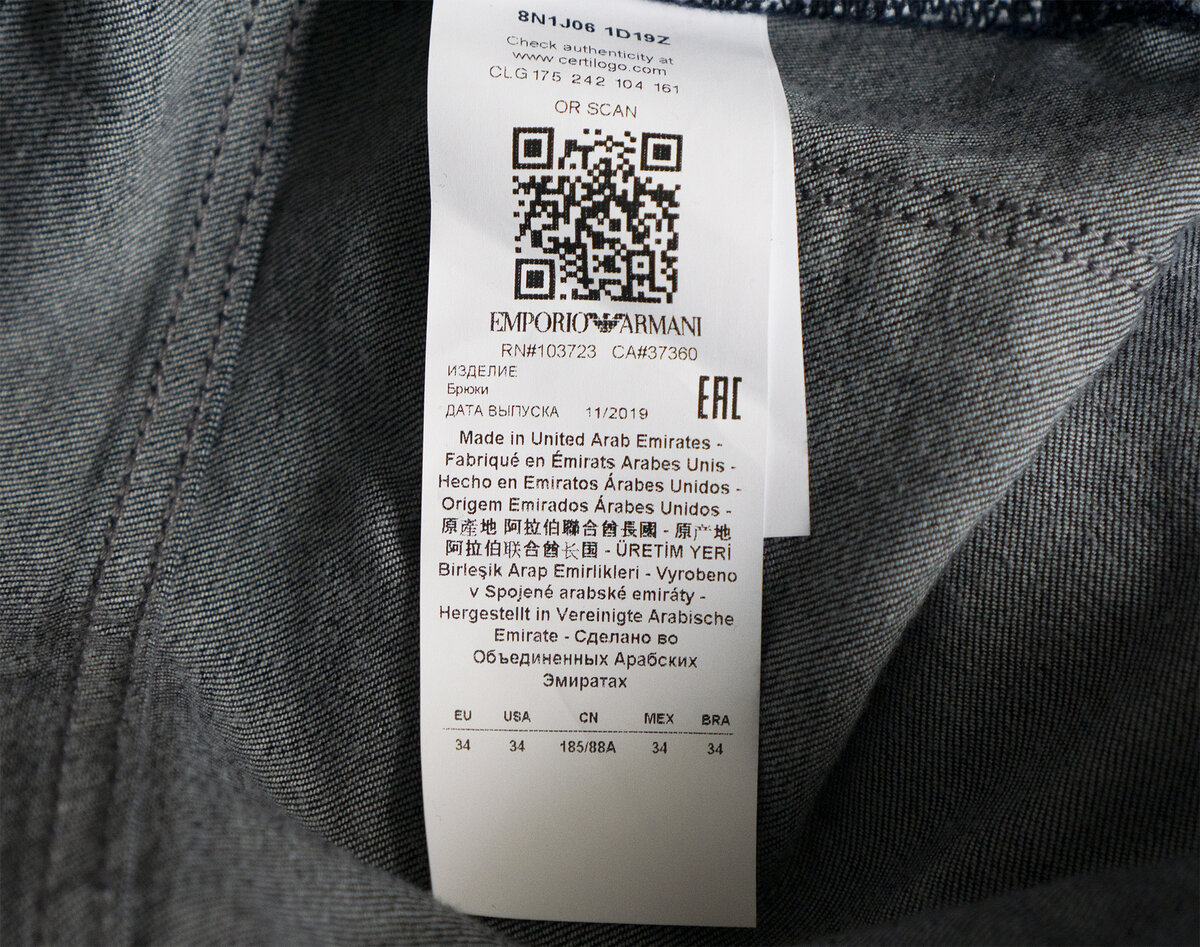 8N1J06 1D19Z
Check authenticity at
www certilogo.com
CLG 175 242 104 161
OR SCAN
EMPORIO ARMANI
RN#103723 CA#37360
ИЗДЕЛИЕ
Брюки
EAC
ДАТА ВЫПУСКА 11/2019
Made in United Arab Emirates -
Fabriqué en Émirats Arabes Unis -
Hecho en Emiratos Árabes Unidos -
Origem Emirados Árabes Unidos -
原產地 阿拉伯聯合酋長國 - 原产地
阿拉伯联合酋长国 - ÜRETİM YERİ
Birleşik Arap Emirlikleri - Vyrobeno
v Spojené arabské emiráty -
Hergestellt in Vereinigte Arabische
Emirate - Сделано во
Объединенных Арабских
Эмиратах
EU USA CN MEX BRA
34 34 185/88A 34 34